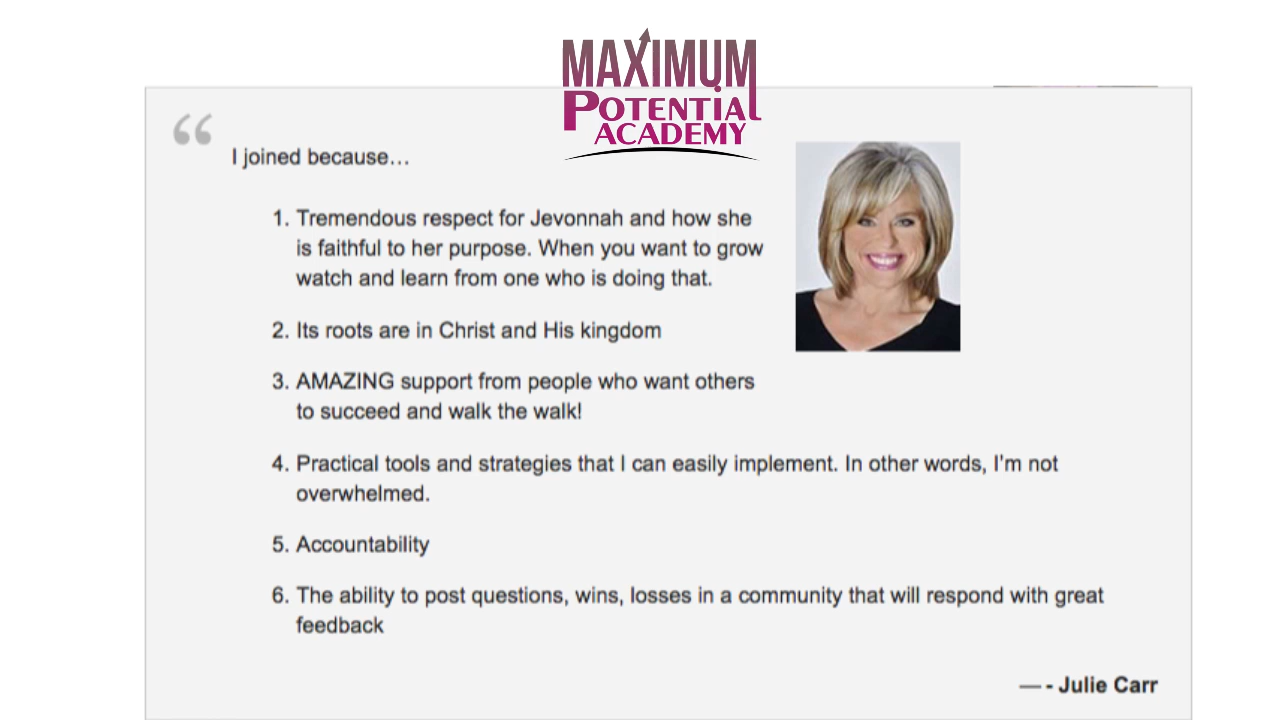 MAXIMUM
POTENTIAL
ACADEMY
“
I joined because…
1. Tremendous respect for Jevonnah and how she
is faithful to her purpose. When you want to grow
watch and learn from one who is doing that.
2. Its roots are in Christ and His kingdom
3. AMAZING support from people who want others
to succeed and walk the walk!
4. Practical tools and strategies that I can easily implement. In other words, I'm not
overwhelmed.
5. Accountability
6. The ability to post questions, wins, losses in a community that will respond with great
feedback
— - Julie Carr